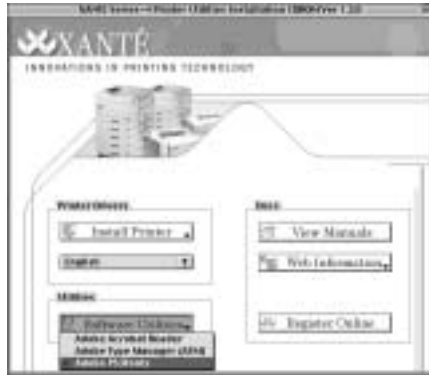 XANTÉ
INNOVATIONS IN PRINTING TECHNOLOGY
Printer Drivers
Install Printer
English
Docs
View Manuals
Web Information
Utilities
Software Utilities
Register Online
Adobe Acrobat Reader
Adobe Type Manager (ATM)
Adobe